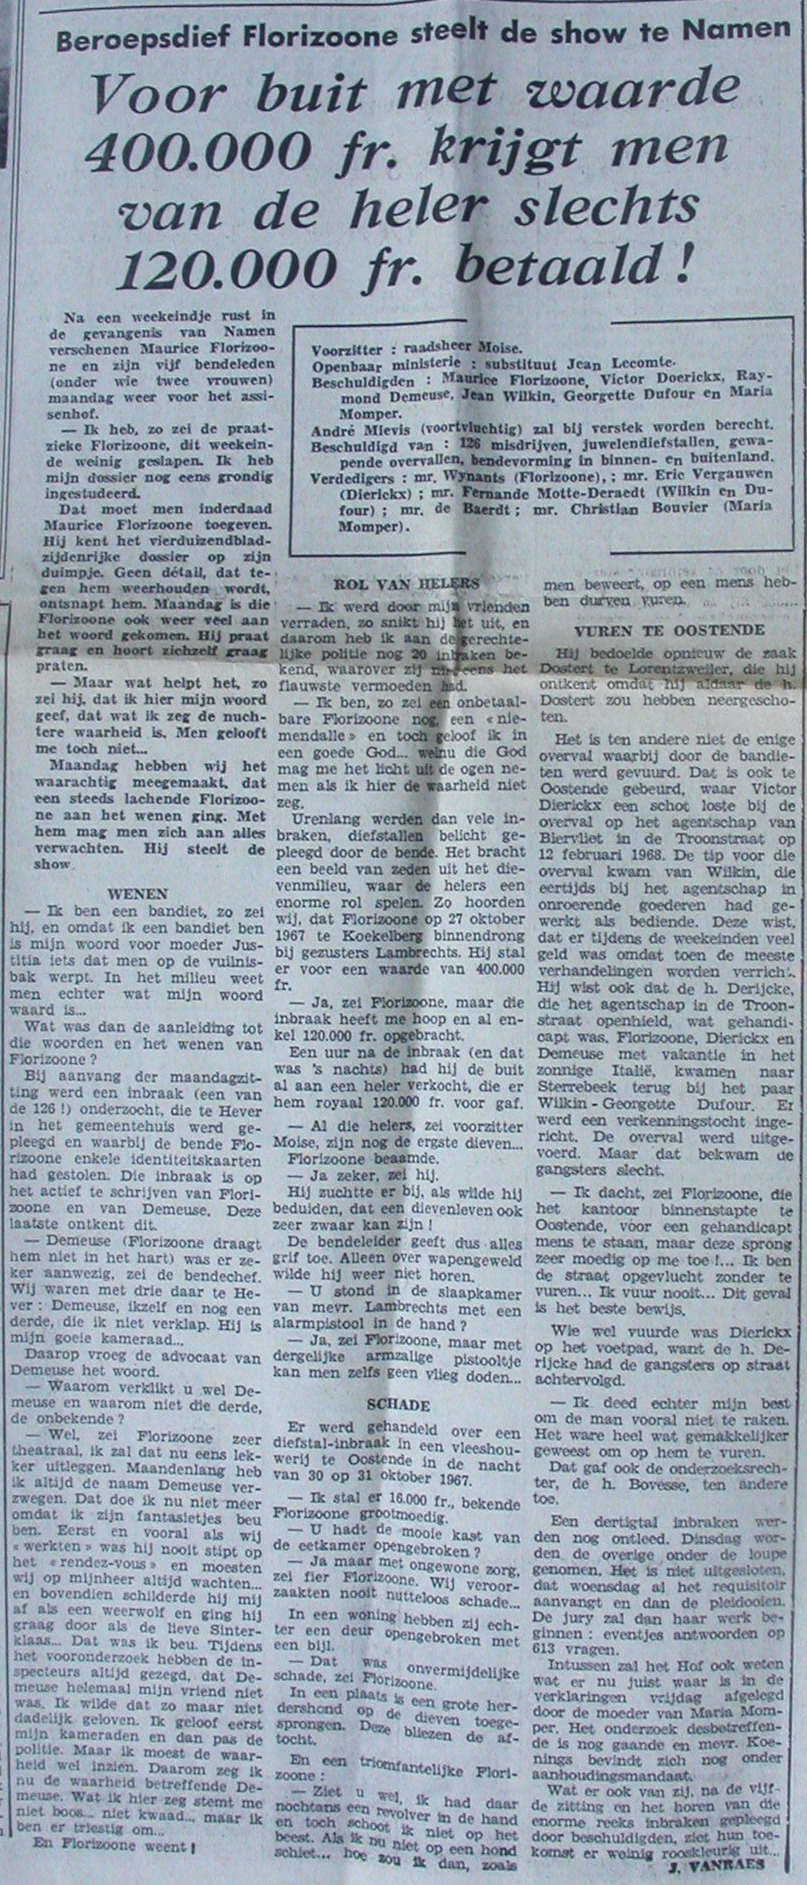 Beroepsdief Florizoone steelt de show te Namen
Voor buit met waarde
400.000 fr. krijgt men
van de heler slechts
120.000 fr. betaald !
Na een weekeindje rust in
de gevangenis van Namen
verschenen Maurice Florizoo-
ne en zijn vijf bendeleden
(onder wie twee vrouwen)
maandag weer voor het assi-
senhof.
— Ik heb, zo zei de praat-
zieke Florizoone, dit weekein-
de weinig geslapen. Ik heb
mijn dossier nog eens grondig
ingestudeerd.
Dat moet men inderdaad
Maurice Florizoone toegeven.
Hij kent het vierduizendblad-
zijdenrijke dossier op zijn
duimpje. Geen détail, dat te-
gen hem weerhouden wordt,
ontsnapt hem. Maandag is die
Florizoone ook weer veel aan
het woord gekomen. Hij praat
graag en hoort zichzelf graag
praten.
— Maar wat helpt het, zo
zei hij, dat ik hier mijn woord
geef, dat wat ik zeg de nuch-
tere waarheid is. Men gelooft
me toch niet...
Maandag hebben wij het
waarachtig meegemaakt, dat
een steeds lachende Florizoo-
ne aan het wenen ging. Met
hem mag men zich aan alles
verwachten. Hij steelt de
show.
WENEN
— Ik ben een bandiet, zo zei
hij, en omdat ik een bandiet ben
is mijn woord voor moeder Jus-
titia iets dat men op de vuilnis-
bak werpt. In het milieu weet
men echter wat mijn woord
waard is...
Wat was dan de aanleiding tot
die woorden en het wenen van
Florizoone ?
Bij aanvang der maandagzit-
ting werd een inbraak (een van
de 126 !) onderzocht, die te Hever
in het gemeentehuis werd ge-
pleegd en waarbij de bende Flo-
rizoone enkele identiteitskaarten
had gestolen. Die inbraak is op
het actief te schrijven van Flori-
zoone en van Demeuse. Deze
laatste ontkent dit.
— Demeuse (Florizoone draagt
hem niet in het hart) was er ze-
ker aanwezig, zei de bendechef.
Wij waren met drie daar te He-
ver : Demeuse, ikzelf en nog een
derde, die ik niet verklap. Hij is
mijn goeie kameraad...
Daarop vroeg de advocaat van
Demeuse het woord.
— Waarom verklikt u wel De-
meuse en waarom niet die derde,
de onbekende ?
— Wel, zei Florizoone zeer
theatraal, ik zal dat nu eens lek-
ker uitleggen. Maandenlang heb
ik altijd de naam Demeuse ver-
zwegen. Dat doe ik nu niet meer
omdat ik zijn fantasietjes beu
ben. Eerst en vooral als wij
« werkten » was hij nooit stipt op
het « rendez-vous » en moesten
wij op mijnheer altijd wachten...
en bovendien schilderde hij mij
af als een weerwolf en ging hij
graag door als de lieve Sinter-
klaas... Dat was ik beu. Tijdens
het vooronderzoek hebben de in-
specteurs altijd gezegd, dat De-
meuse helemaal mijn vriend niet
was. Ik wilde dat zo maar niet
dadelijk geloven. Ik geloof eerst
mijn kameraden en dan pas de
politie. Maar ik moest de waar-
heid wel inzien. Daarom zeg ik
nu de waarheid betreffende De-
meuse. Wat ik hier zeg stemt me
niet boos... niet kwaad... maar ik
ben er triestig om...
En Florizoone weent !
Voorzitter : raadsheer Moise.
Openbaar ministerie : substituut Jean Lecomte.
Beschuldigden : Maurice Florizoone, Victor Doerickx, Ray-
mond Demeuse, Jean Wilkin, Georgette Dufour en Maria
Momper.
André Mievis (voortvluchtig) zal bij verstek worden berecht.
Beschuldigd van : 126 misdrijven, juwelendiefstallen, gewa-
pende overvallen, bendevorming in binnen- en buitenland.
Verdedigers : mr. Wynants (Florizoone), ; mr. Eric Vergauwen
(Dierickx) ; mr. Fernande Motte-Deraedt (Wilkin en Du-
four) ; mr. de Baerdt ; mr. Christian Bouvier (Maria
Momper).
ROL VAN HELERS
— Ik werd door mijn vrienden
verraden, zo snikt hij het uit, en
daarom heb ik aan de gerechte-
lijke politie nog 20 inbraken be-
kend, waarover zij niet eens het
flauwste vermoeden had.
— Ik ben, zo zei een onbetaal-
bare Florizoone nog, een « nie-
mendalle » en toch geloof ik in
een goede God... welnu die God
mag me het licht uit de ogen ne-
men als ik hier de waarheid niet
zeg.
Urenlang werden dan vele in-
braken, diefstallen belicht ge-
pleegd door de bende. Het bracht
een beeld van zeden uit het die-
venmilieu, waar de helers een
enorme rol spelen. Zo hoorden
wij, dat Florizoone op 27 oktober
1967 te Koekelberg binnendrong
bij gezusters Lambrechts. Hij stal
er voor een waarde van 400.000
fr.
— Ja, zei Florizoone, maar die
inbraak heeft me hoop en al en-
kel 120.000 fr. opgebracht.
Een uur na de inbraak (en dat
was 's nachts) had hij de buit
al aan een heler verkocht, die er
hem royaal 120.000 fr. voor gaf.
— Al die helers, zei voorzitter
Moise, zijn nog de ergste dieven...
Florizoone beaamde.
— Ja zeker, zei hij.
Hij zuchtte er bij, als wilde hij
beduiden, dat een dievenleven ook
zeer zwaar kan zijn !
De bendeleider geeft dus alles
grif toe. Alleen over wapengeweld
wilde hij weer niet horen.
— U stond in de slaapkamer
van mevr. Lambrechts met een
alarmpistool in de hand ?
— Ja, zei Florizoone, maar met
dergelijke armzalige pistooltje
kan men zelfs geen vlieg doden...
SCHADE
Er werd gehandeld over een
diefstal-inbraak in een vleeshou-
werij te Oostende in de nacht
van 30 op 31 oktober 1967.
— Ik stal er 16.000 fr., bekende
Florizoone grootmoedig.
— U hadt de mooie kast van
de eetkamer opengebroken ?
— Ja maar met ongewone zorg,
zei fier Florizoone. Wij veroor-
zaakten nooit nutteloos schade...
In een woning hebben zij ech-
ter een deur opengebroken met
een bijl.
— Dat was onvermijdelijke
schade, zei Florizoone.
In een plaats is een grote her-
dershond op de dieven toege-
sprongen. Deze bliezen de af-
tocht.
En een triomfantelijke Flori-
zoone :
— Ziet u wel, ik had daar
nochtans een revolver in de hand
en toch schoot ik niet op het
beest. Als ik nu niet op een hond
schiet... hoe zou ik dan, zoals
men beweert, op een mens heb-
ben durven vuren.
VUREN TE OOSTENDE
Hij bedoelde opnieuw de zaak
Dostert te Lorentzweiler, die hij
ontkent omdat hij aldaar de h.
Dostert zou hebben neergescho-
ten.
Het is ten andere niet de enige
overval waarbij door de bandie-
ten werd gevuurd. Dat is ook te
Oostende gebeurd, waar Victor
Dierickx een schot loste bij de
overval op het agentschap van
Biervliet in de Troonstraat op
12 februari 1968. De tip voor die
overval kwam van Wilkin, die
eertijds bij het agentschap in
onroerende goederen had ge-
werkt als bediende. Deze wist,
dat er tijdens de weekeinden veel
geld was omdat toen de meeste
verhandelingen worden verricht.
Hij wist ook dat de h. Derijcke,
die het agentschap in de Troon-
straat openhield, wat gehandi-
capt was. Florizoone, Dierickx en
Demeuse met vakantie in het
zonnige Italië, kwamen naar
Sterrebeek terug bij het paar
Wilkin - Georgette Dufour. Er
werd een verkenningstocht inge-
richt. De overval werd uitge-
voerd. Maar dat bekwam de
gangsters slecht.
— Ik dacht, zei Florizoone, die
het kantoor binnenstapte te
Oostende, voor een gehandicapt
mens te staan, maar deze sprong
zeer moedig op me toe !... Ik ben
de straat opgevlucht zonder te
vuren... Ik vuur nooit... Dit geval
is het beste bewijs.
Wie wel vuurde was Dierickx
op het voetpad, want de h. De-
rijcke had de gangsters op straat
achtervolgd.
— Ik deed echter mijn best
om de man vooral niet te raken.
Het ware heel wat gemakkelijker
geweest om op hem te vuren.
Dat gaf ook de onderzoeksrech-
ter, de h. Bovesse, ten andere
toe.
Een dertigtal inbraken wer-
den nog ontleed. Dinsdag wor-
den de overige onder de loupe
genomen. Het is niet uitgesloten,
dat woensdag al het requisitoir
aanvangt en dan de pleidooien.
De jury zal dan haar werk be-
ginnen : eventjes antwoorden op
613 vragen.
Intussen zal het Hof ook weten
wat er nu juist waar is in de
verklaringen vrijdag afgelegd
door de moeder van Maria Mom-
per. Het onderzoek desbetreffen-
de is nog gaande en mevr. Koe-
nings bevindt zich nog onder
aanhoudingsmandaat.
Wat er ook van zij, na de vijf-
de zitting en het horen van die
enorme reeks inbraken gepleegd
door beschuldigden, ziet hun toe-
komst er weinig rooskleurig uit...
J. VANRAES